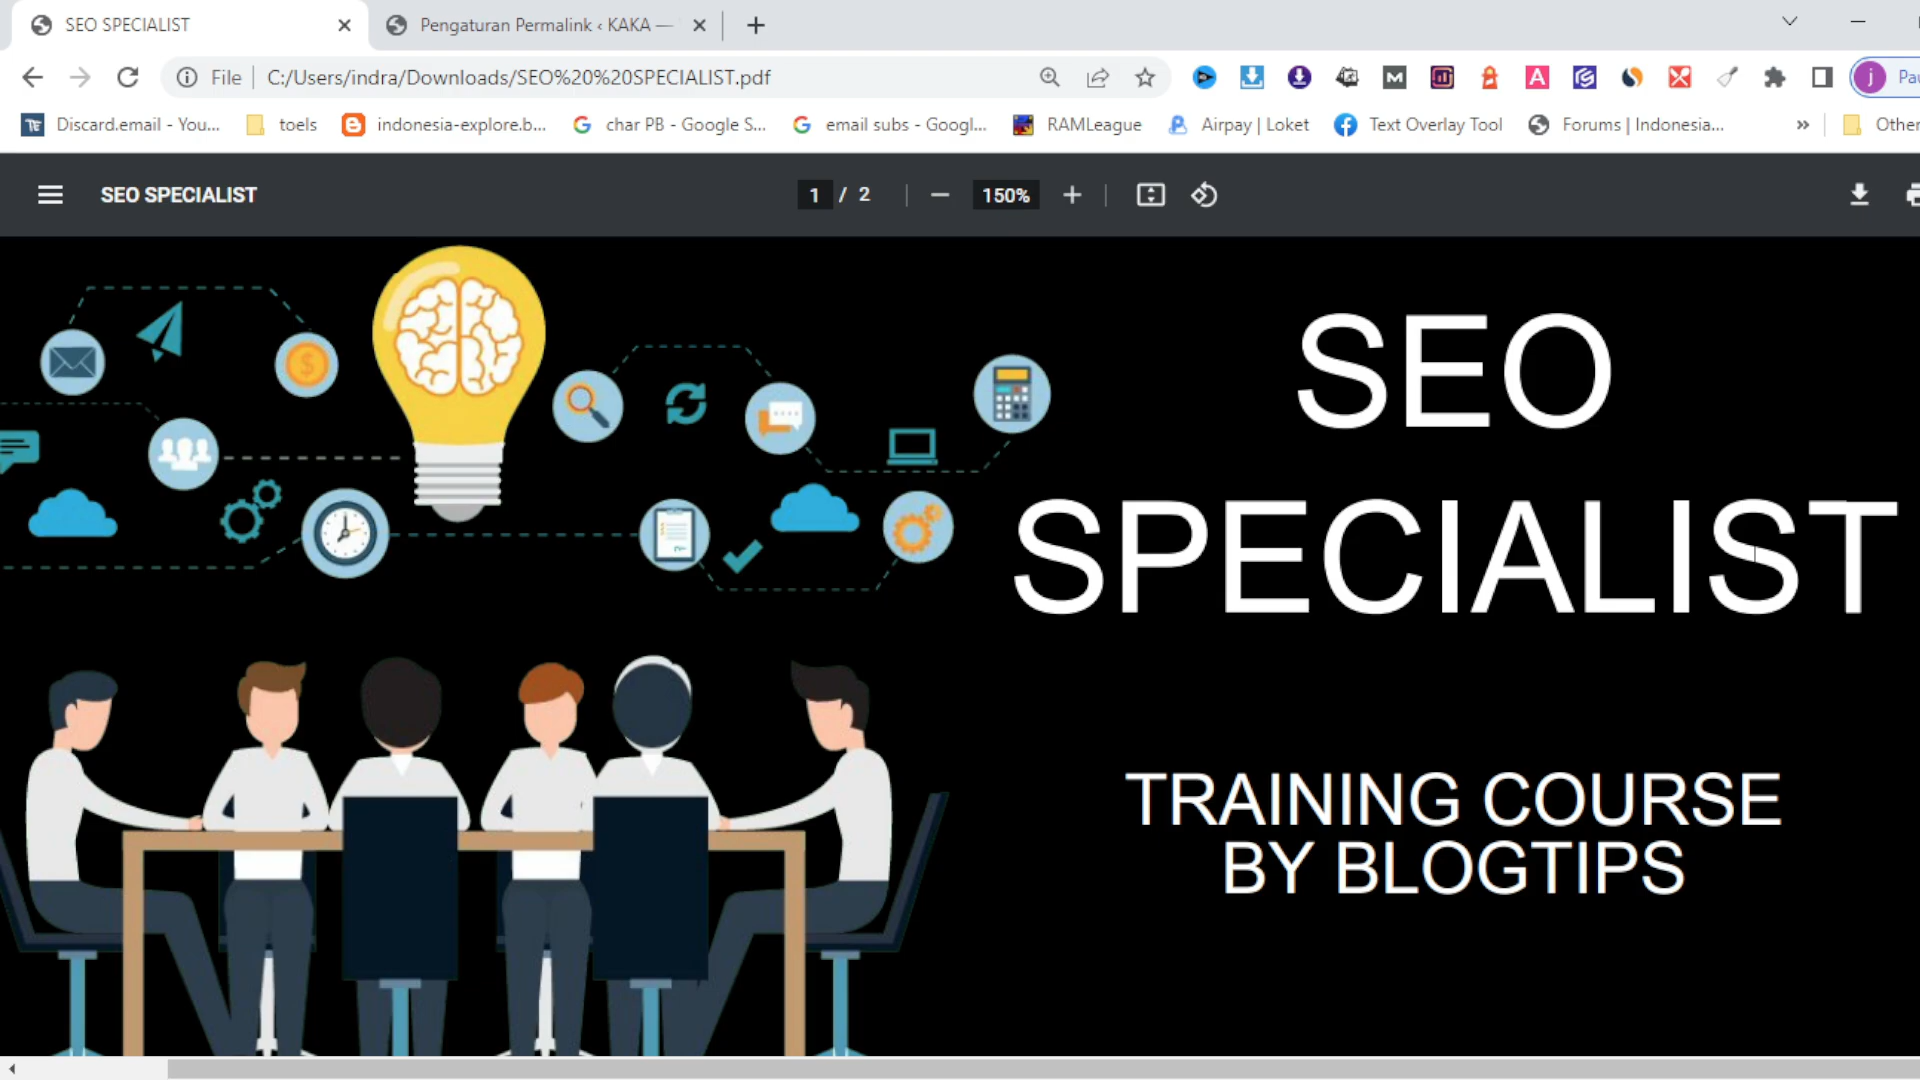 SEO SPECIALIST
Pengaturan Permalink ‹ KAKA —
File
C:/Users/indra/Downloads/SEO%20%20SPECIALIST.pdf
Pau
TE Discard.email - You...
toels
indonesia-explore.b...
char PB - Google S...
email subs - Googl...
RAMLeague
Airpay | Loket
Text Overlay Tool
Forums | Indonesia...
»
Other
SEO SPECIALIST
1 / 2
150%
SEO
SPECIALIST
TRAINING COURSE
BY BLOGTIPS